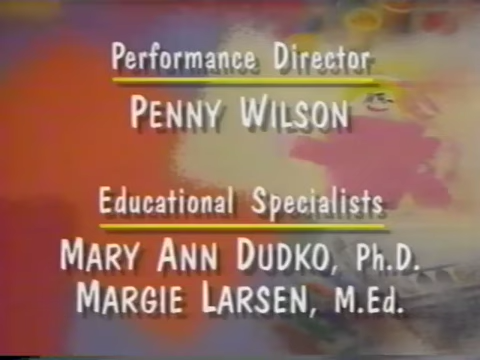 Performance Director
PENNY WILSON
Educational Specialists
MARY ANN DUDKO, Ph.D.
MARGIE LARSEN, M.Ed.